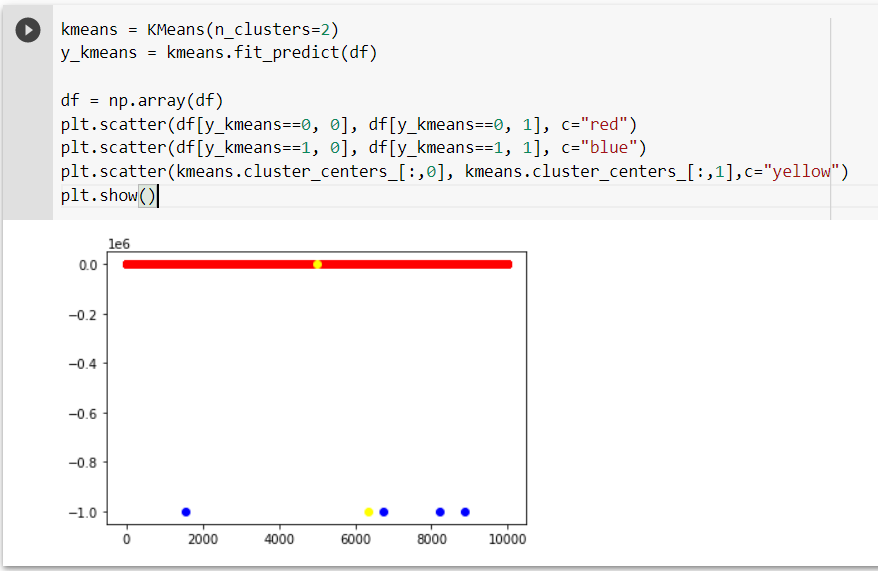 kmeans = KMeans(n_clusters=2)
y_kmeans = kmeans.fit_predict(df)
df = np.array(df)
plt.scatter(df[y_kmeans==0, 0], df[y_kmeans==0, 1], c="red")
plt.scatter(df[y_kmeans==1, 0], df[y_kmeans==1, 1], c="blue")
plt.scatter(kmeans.cluster_centers_[:,0], kmeans.cluster_centers_[:,1],c="yellow")
plt.show()
1e6
0.0
−0.2
−0.4
−0.6
−0.8
−1.0
0 2000 4000 6000 8000 10000